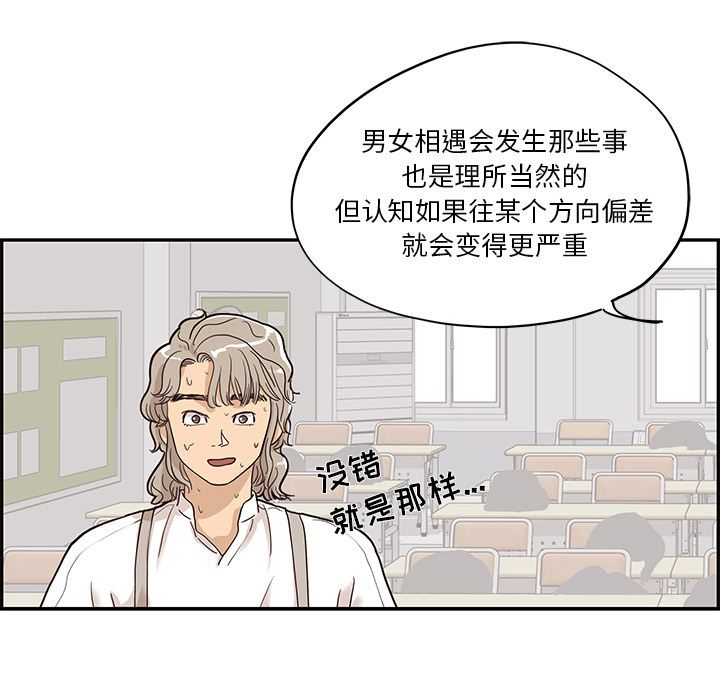 男女相遇会发生那些事
也是理所当然的
但认知如果往某个方向偏差
就会变得更严重
没错
就是那样…